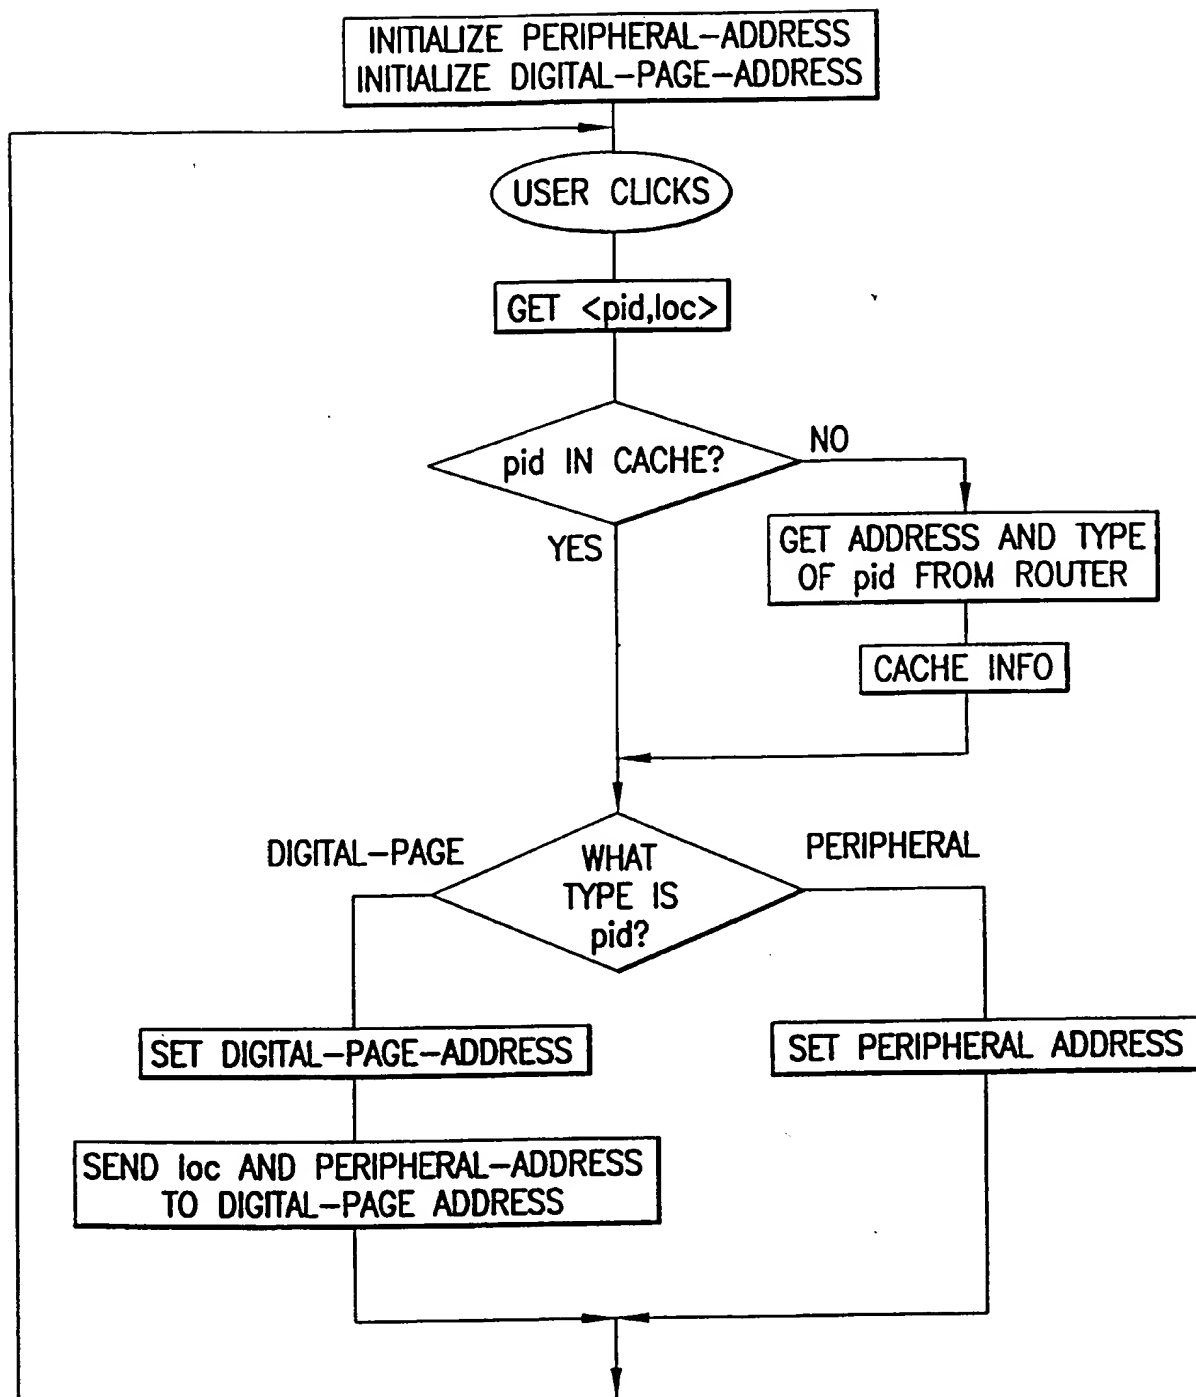 INITIALIZE PERIPHERAL-ADDRESS
INITIALIZE DIGITAL-PAGE-ADDRESS
USER CLICKS
GET <pid,loc>
pid IN CACHE?
NO
YES
GET ADDRESS AND TYPE
OF pid FROM ROUTER
CACHE INFO
DIGITAL-PAGE
WHAT
TYPE IS
pid?
PERIPHERAL
SET DIGITAL-PAGE-ADDRESS
SET PERIPHERAL ADDRESS
SEND loc AND PERIPHERAL-ADDRESS
TO DIGITAL-PAGE ADDRESS